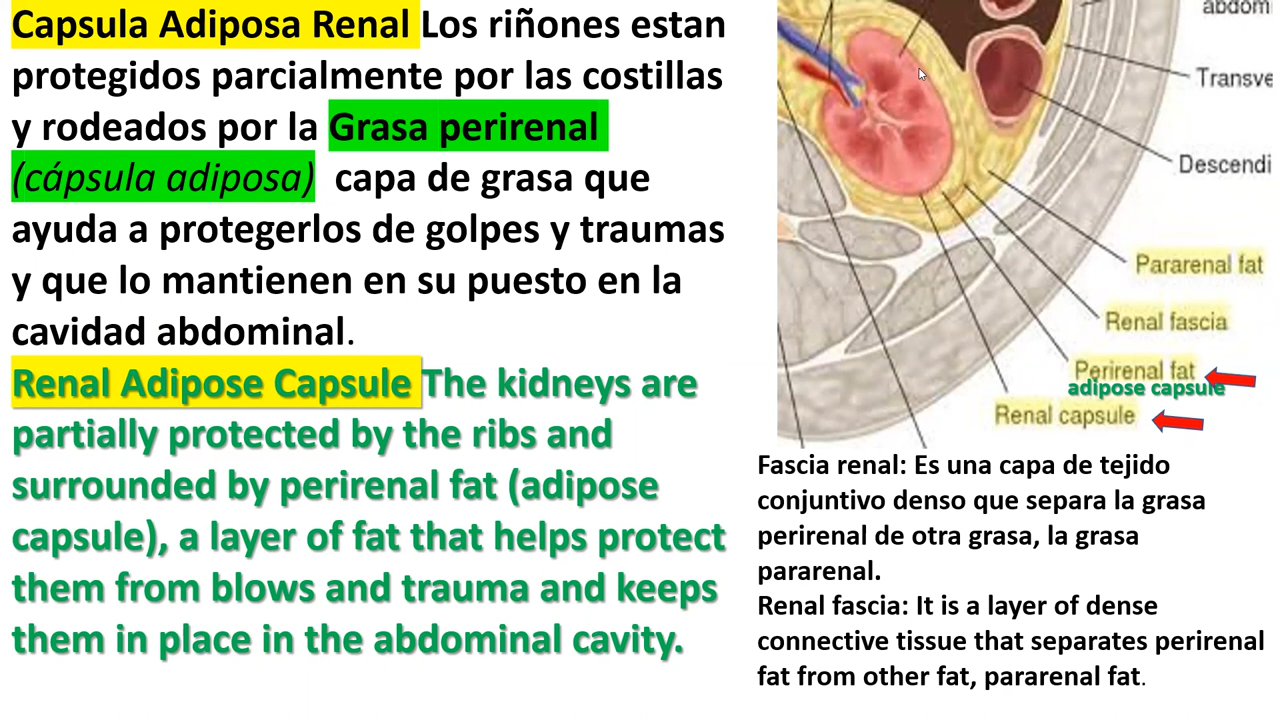 Capsula Adiposa Renal Los riñones estan
protegidos parcialmente por las costillas
y rodeados por la Grasa perirenal
(cápsula adiposa) capa de grasa que
ayuda a protegerlos de golpes y traumas
y que lo mantienen en su puesto en la
cavidad abdominal.
Renal Adipose Capsule The kidneys are
partially protected by the ribs and
surrounded by perirenal fat (adipose
capsule), a layer of fat that helps protect
them from blows and trauma and keeps
them in place in the abdominal cavity.
abdom
Transve
Descendi
Pararenal fat
Renal fascia
Perirenal fat
adipose capsule
Renal capsule
Fascia renal: Es una capa de tejido
conjuntivo denso que separa la grasa
perirenal de otra grasa, la grasa
pararenal.
Renal fascia: It is a layer of dense
connective tissue that separates perirenal
fat from other fat, pararenal fat.